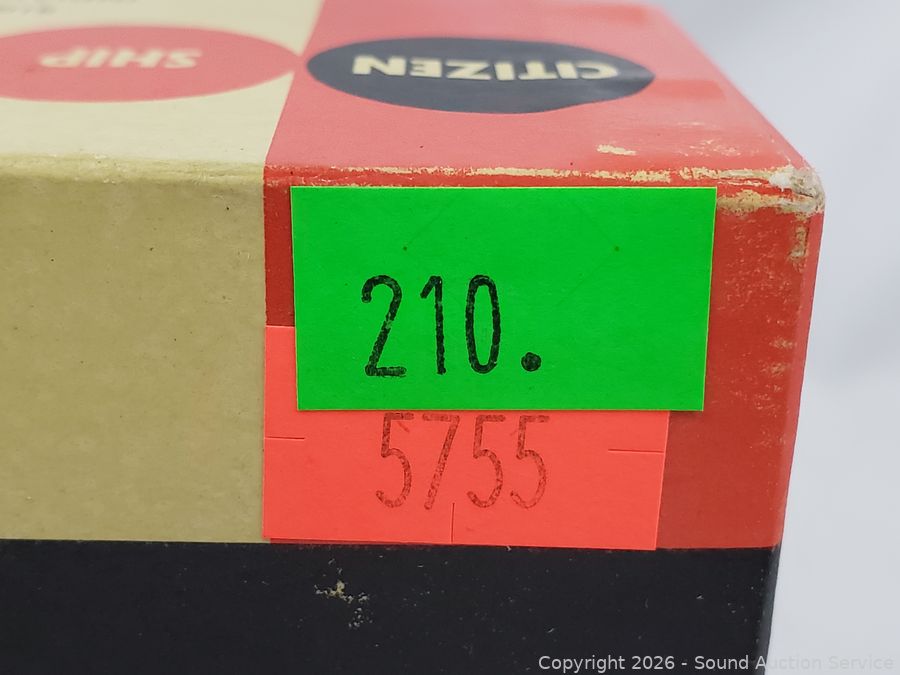 SHIP
CITIZEN
210.
5755
Copyright 2026 - Sound Auction Service